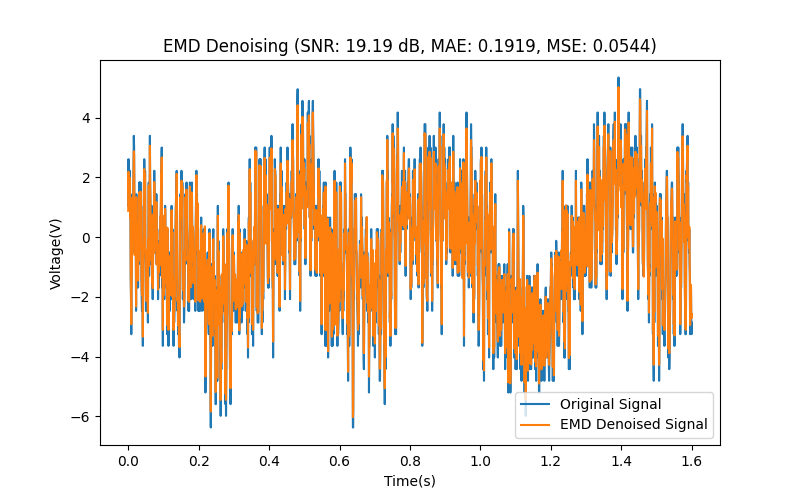 EMD Denoising (SNR: 19.19 dB, MAE: 0.1919, MSE: 0.0544)
Voltage(V)
4
2
0
−2
−4
−6
Original Signal
EMD Denoised Signal
0.0 0.2 0.4 0.6 0.8 1.0 1.2 1.4 1.6
Time(s)